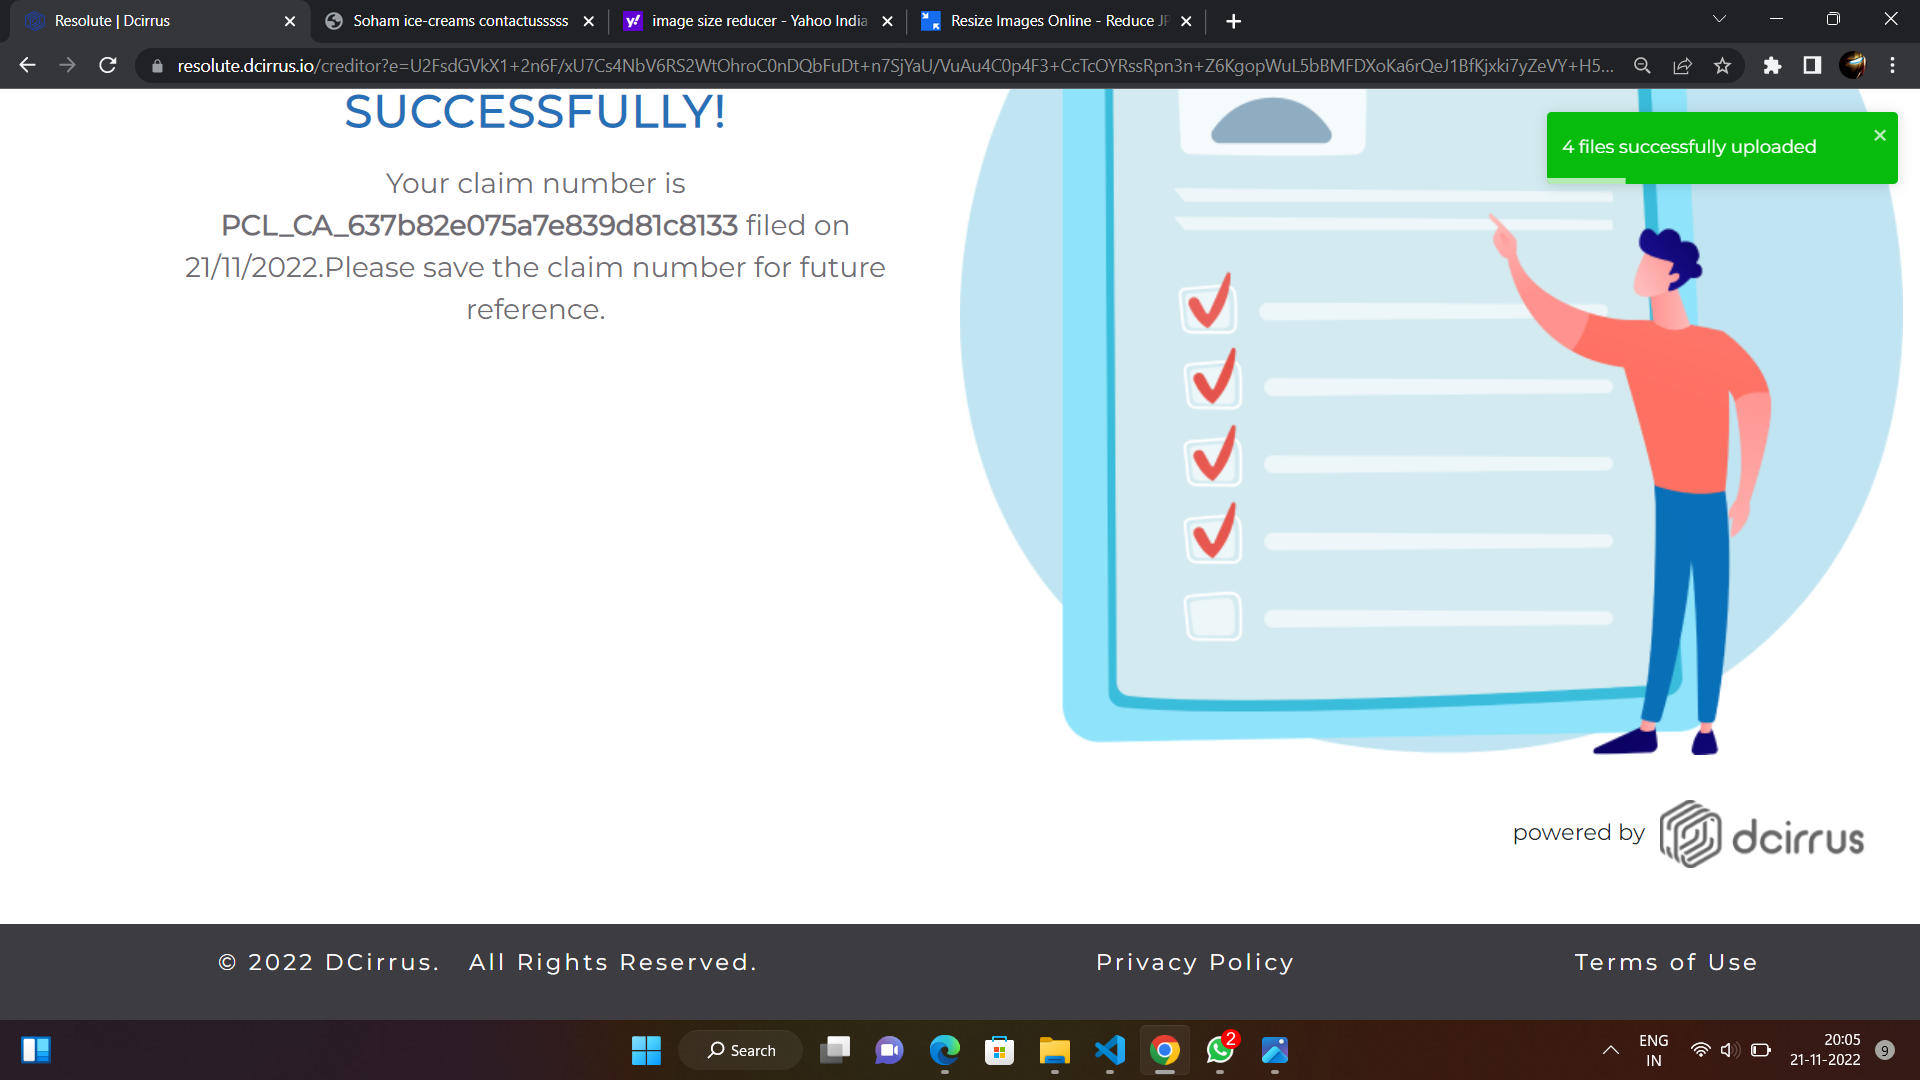 Resolute | Dcirrus
Soham ice-creams contactusssss
image size reducer - Yahoo India
Resize Images Online - Reduce JP
resolute.dcirrus.io/creditor?e=U2FsdGVkX1+2n6F/xU7Cs4NbV6RS2WtOhroC0nDQbFuDt+n7SjYaU/VuAu4C0p4F3+CcTcOYRssRpn3n+Z6KgopWuL5bBMFDXoKa6rQeJ1BfKjxki7yZeVY+H5...
SUCCESSFULLY!
4 files successfully uploaded
Your claim number is
PCL_CA_637b82e075a7e839d81c8133 filed on
21/11/2022.Please save the claim number for future
reference.
powered by dcirrus
© 2022 DCirrus. All Rights Reserved.
Privacy Policy
Terms of Use
Search
2
ENG
IN
20:05
21-11-2022
9